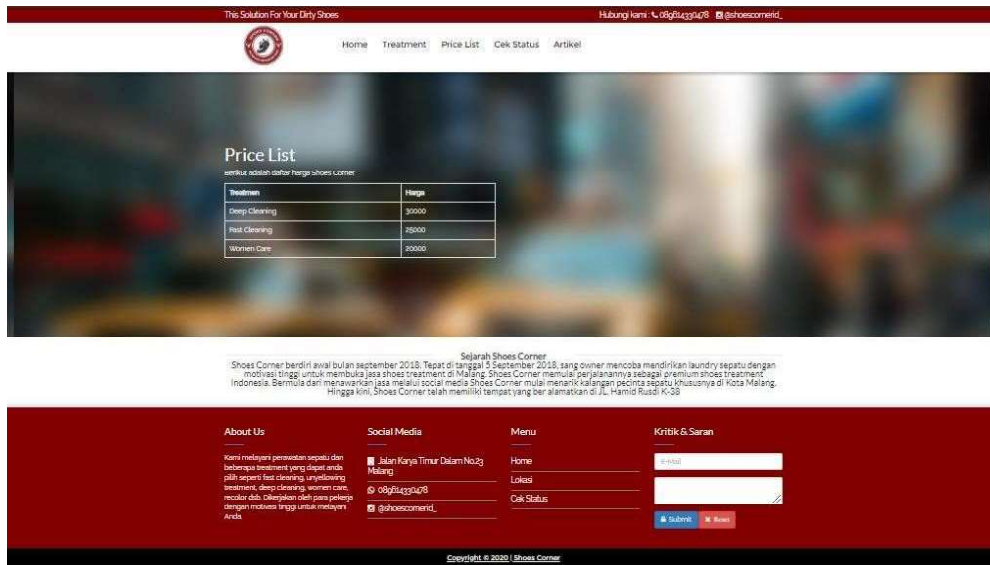 This Solution For Your Dirty Shoes
Hubungi kami : 089614330478 @shoescornerid_
Home Treatment Price List Cek Status Artikel
Price List
Berikut adalah daftar harga Shoes Corner
Treatmen Harga
Deep Cleaning 30000
Fast Cleaning 25000
Women Care 20000
Sejarah Shoes Corner
Shoes Corner berdiri awal bulan september 2018. Tepat di tanggal 5 September 2018, sang owner mencoba mendirikan laundry sepatu dengan
motivasi tinggi untuk membuka jasa shoes treatment di Malang. Shoes Corner memulai perjalanannya sebagai premium shoes treatment
Indonesia. Bermula dari menawarkan jasa melalui social media Shoes Corner mulai menarik kalangan pecinta sepatu khususnya di Kota Malang.
Hingga kini, Shoes Corner telah memiliki tempat yang ber alamatkan di JL. Hamid Rusdi K-38
About Us
Kami melayani perawatan sepatu dan
beberapa treatment yang dapat anda
pilih seperti fast cleaning, unyellowing
treatment, deep cleaning, women care,
recolor dsb. Dikerjakan oleh para pekerja
dengan motivasi tinggi untuk melayani
Anda.
Social Media
Jalan Karya Timur Dalam No.23
Malang
089614330478
@shoescornerid_
Menu
Home
Lokasi
Cek Status
Kritik & Saran
E-Mail
Submit
Copyright © 2020 | Shoes Corner